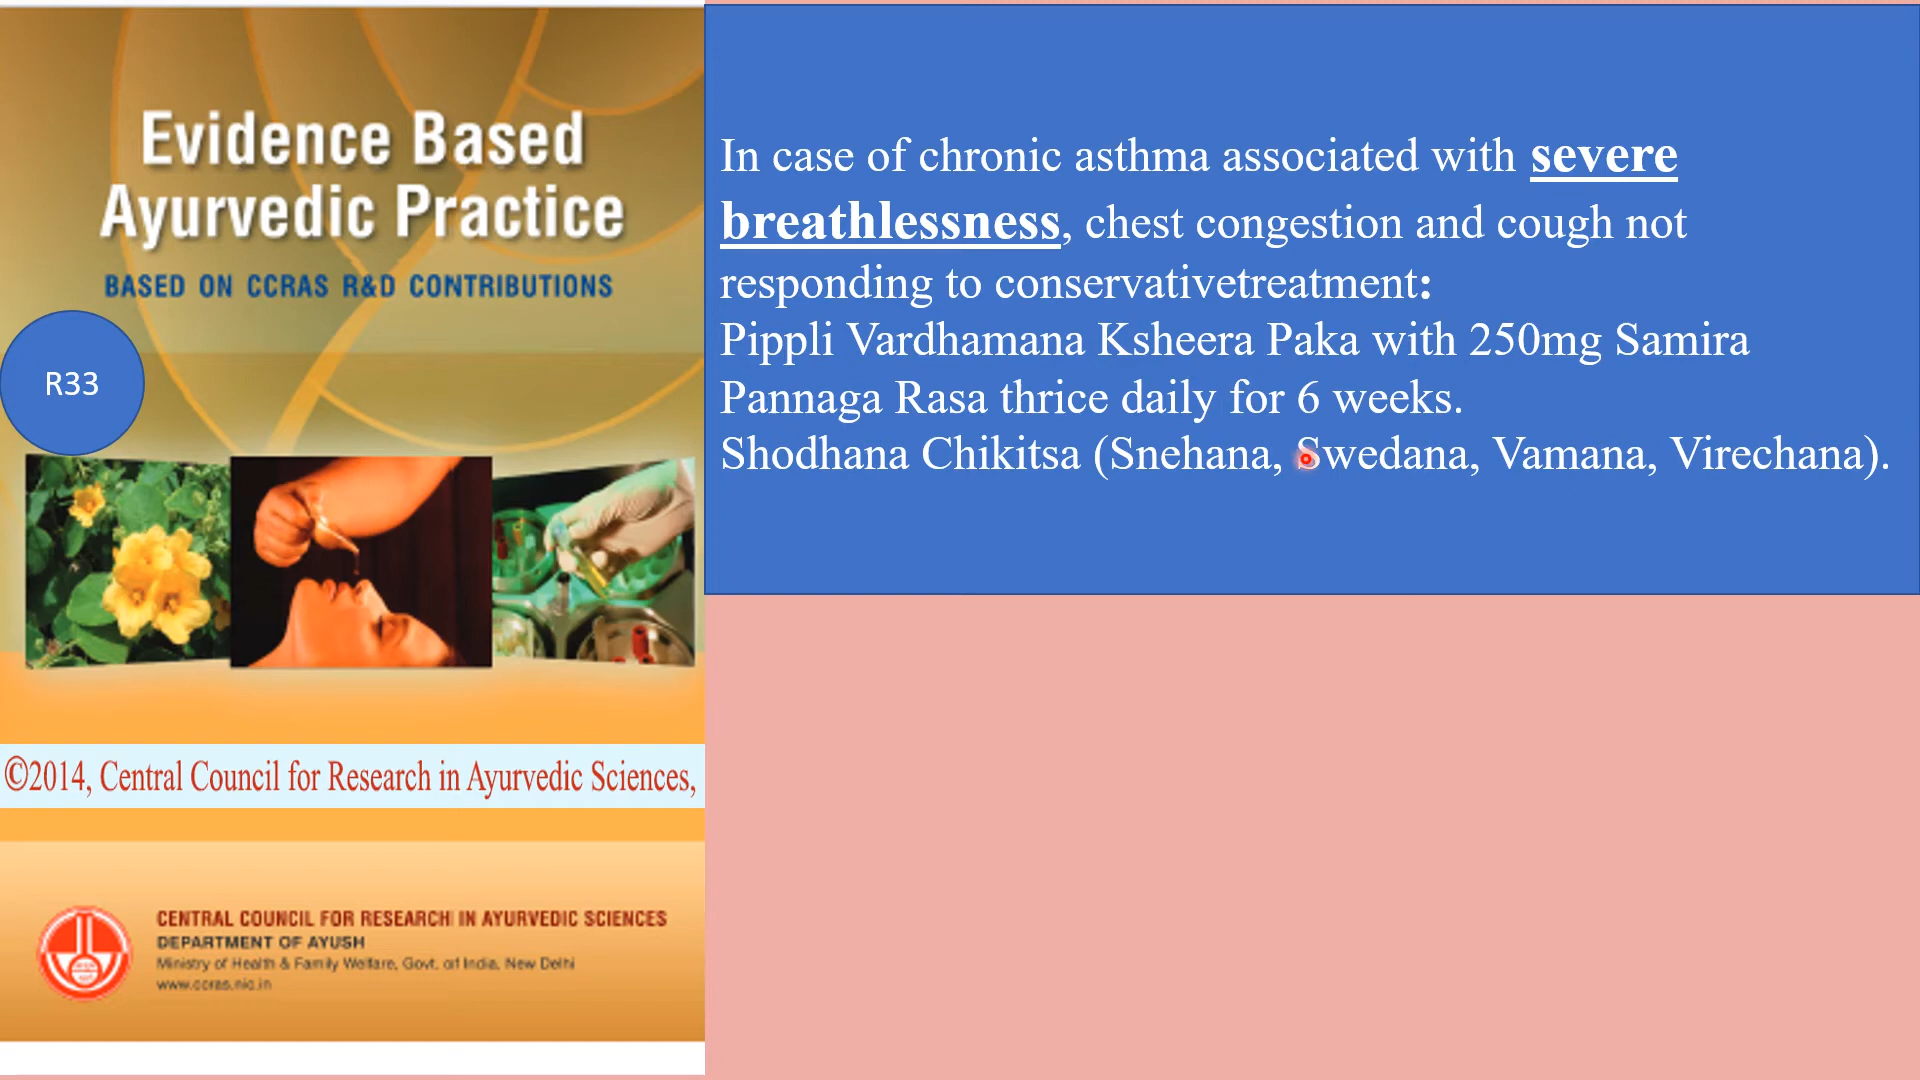 Evidence Based
Ayurvedic Practice
BASED ON CCRAS R&D CONTRIBUTIONS
R33
©2014, Central Council for Research in Ayurvedic Sciences,
CENTRAL COUNCIL FOR RESEARCH IN AYURVEDIC SCIENCES
DEPARTMENT OF AYUSH
Ministry of Health & Family Welfare, Govt. of India, New Delhi
www.ccras.nic.in
In case of chronic asthma associated with severe
breathlessness, chest congestion and cough not
responding to conservativetreatment:
Pippli Vardhamana Ksheera Paka with 250mg Samira
Pannaga Rasa thrice daily for 6 weeks.
Shodhana Chikitsa (Snehana, Swedana, Vamana, Virechana).